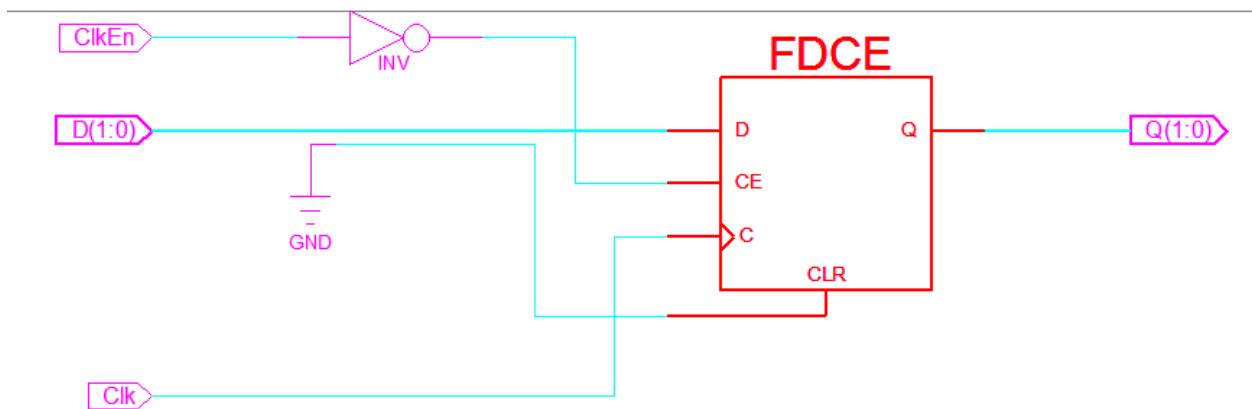 ClkEn
INV
FDCE
D(1:0)
D
Q
Q(1:0)
CE
GND
C
CLR
Clk